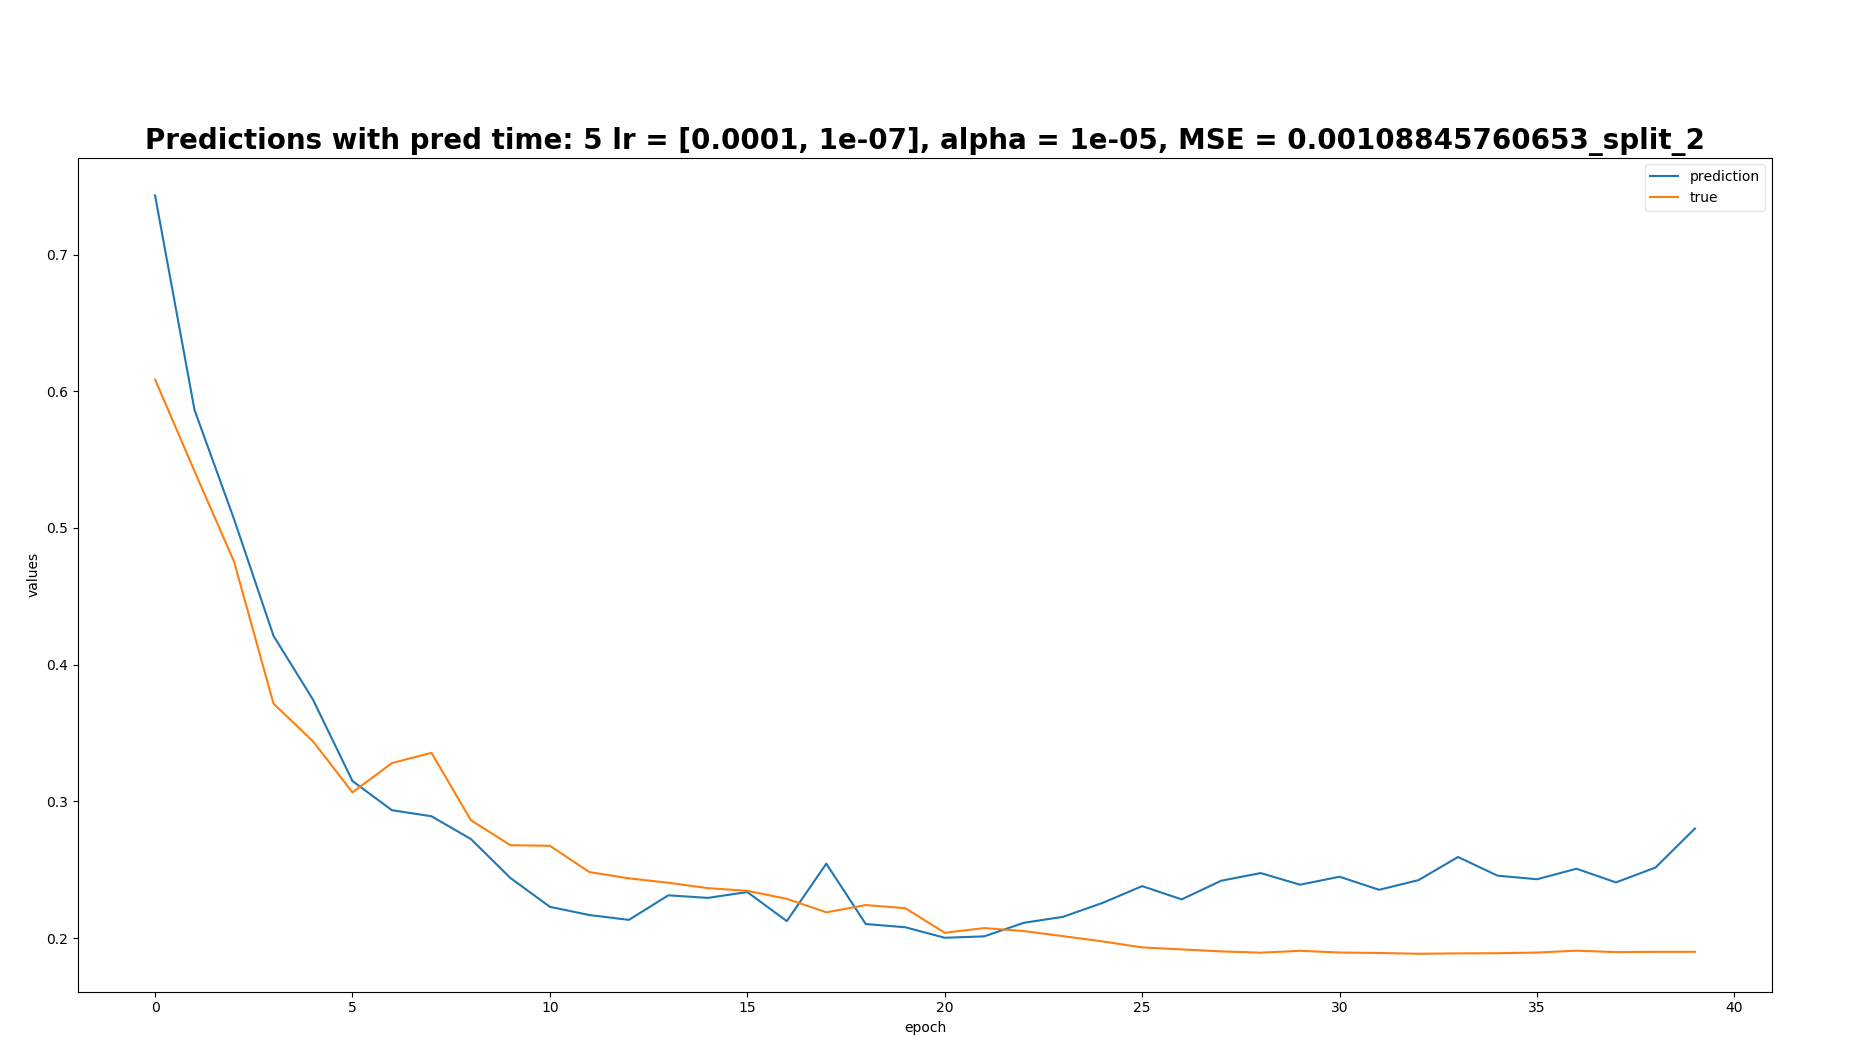 Predictions with pred time: 5 lr = [0.0001, 1e-07], alpha = 1e-05, MSE = 0.00108845760653_split_2
prediction
true
0.7
0.6
0.5
0.4
0.3
0.2
values
0 5 10 15 20 25 30 35 40
epoch